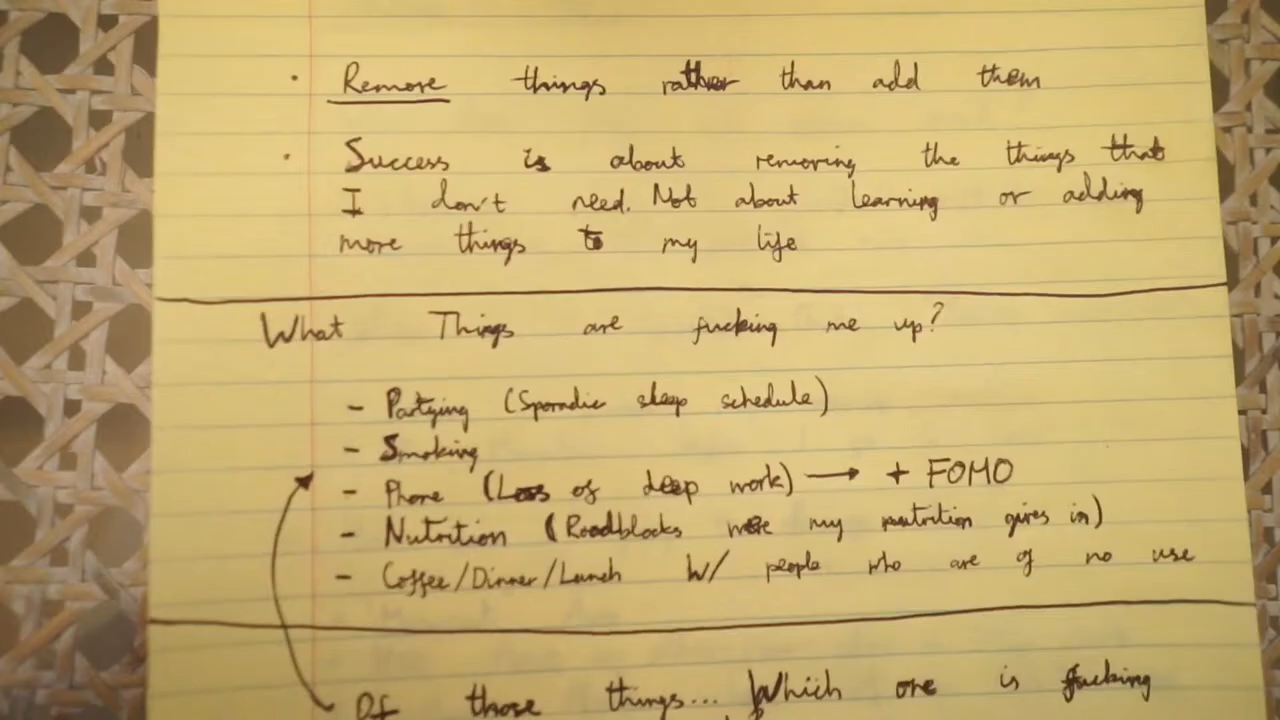 · Remove things rather than add them
· Success is about removing the things that
I don't need. Not about learning or adding
more things to my life
What Things are fucking me up?
- Partying (Sporadic sleep schedule)
- Smoking
- Phone (Loss of deep work) → + FOMO
- Nutrition (Roadblocks were my nutrition gives in)
- Coffee/Dinner/Lunch W/ people who are of no use
Of those things... Which one is fucking